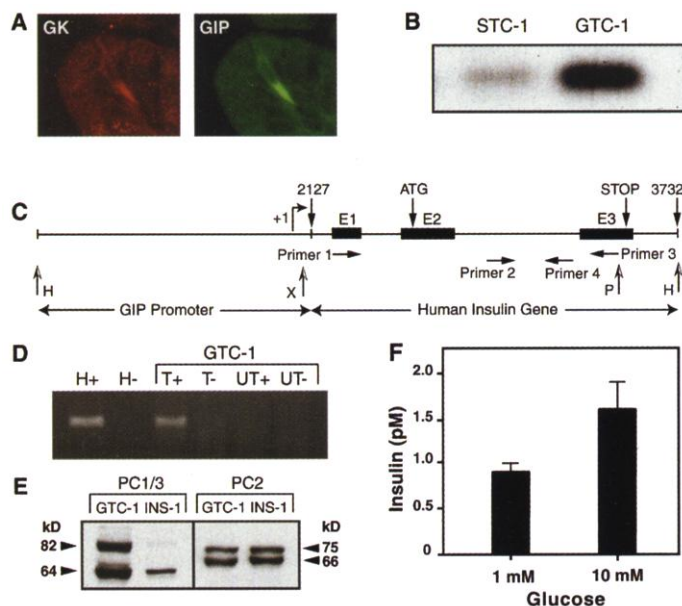 A
GK
GIP
B
STC-1 GTC-1
C
2127 ATG STOP 3732
+1 E1 E2 E3
Primer 1 Primer 2 Primer 4 Primer 3
H X P H
GIP Promoter Human Insulin Gene
D
GTC-1
H+ H- T+ T- UT+ UT-
E
PC1/3 PC2
kD GTC-1 INS-1 GTC-1 INS-1 kD
82 75
64 66
F
Insulin (pM)
2.0
1.5
1.0
0.5
0
1 mM 10 mM
Glucose